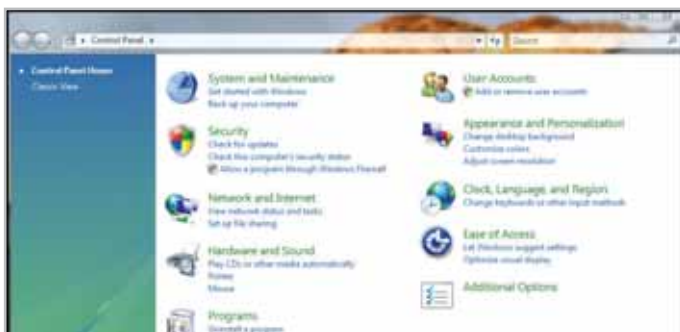 Control Panel
Search
Control Panel Home
Classic View
System and Maintenance
Get started with Windows
Back up your computer
Security
Check for updates
Check this computer's security status
Allow a program through Windows Firewall
Network and Internet
View network status and tasks
Set up file sharing
Hardware and Sound
Play CDs or other media automatically
Printer
Mouse
Programs
Uninstall a program
User Accounts
Add or remove user accounts
Appearance and Personalization
Change desktop background
Customize colors
Adjust screen resolution
Clock, Language, and Region
Change keyboards or other input methods
Ease of Access
Let Windows suggest settings
Optimize visual display
Additional Options